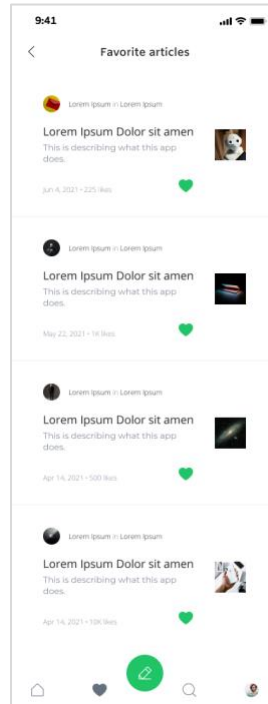 9:41
Favorite articles
Lorem Ipsum in Lorem Ipsum
Lorem Ipsum Dolor sit amen
This is describing what this app
does.
Jun 4, 2021 • 225 likes
Lorem Ipsum in Lorem Ipsum
Lorem Ipsum Dolor sit amen
This is describing what this app
does.
May 22, 2021 • 1K likes
Lorem Ipsum in Lorem Ipsum
Lorem Ipsum Dolor sit amen
This is describing what this app
does.
Apr 14, 2021 • 500 likes
Lorem Ipsum in Lorem Ipsum
Lorem Ipsum Dolor sit amen
This is describing what this app
does.
Apr 14, 2021 • 10K likes